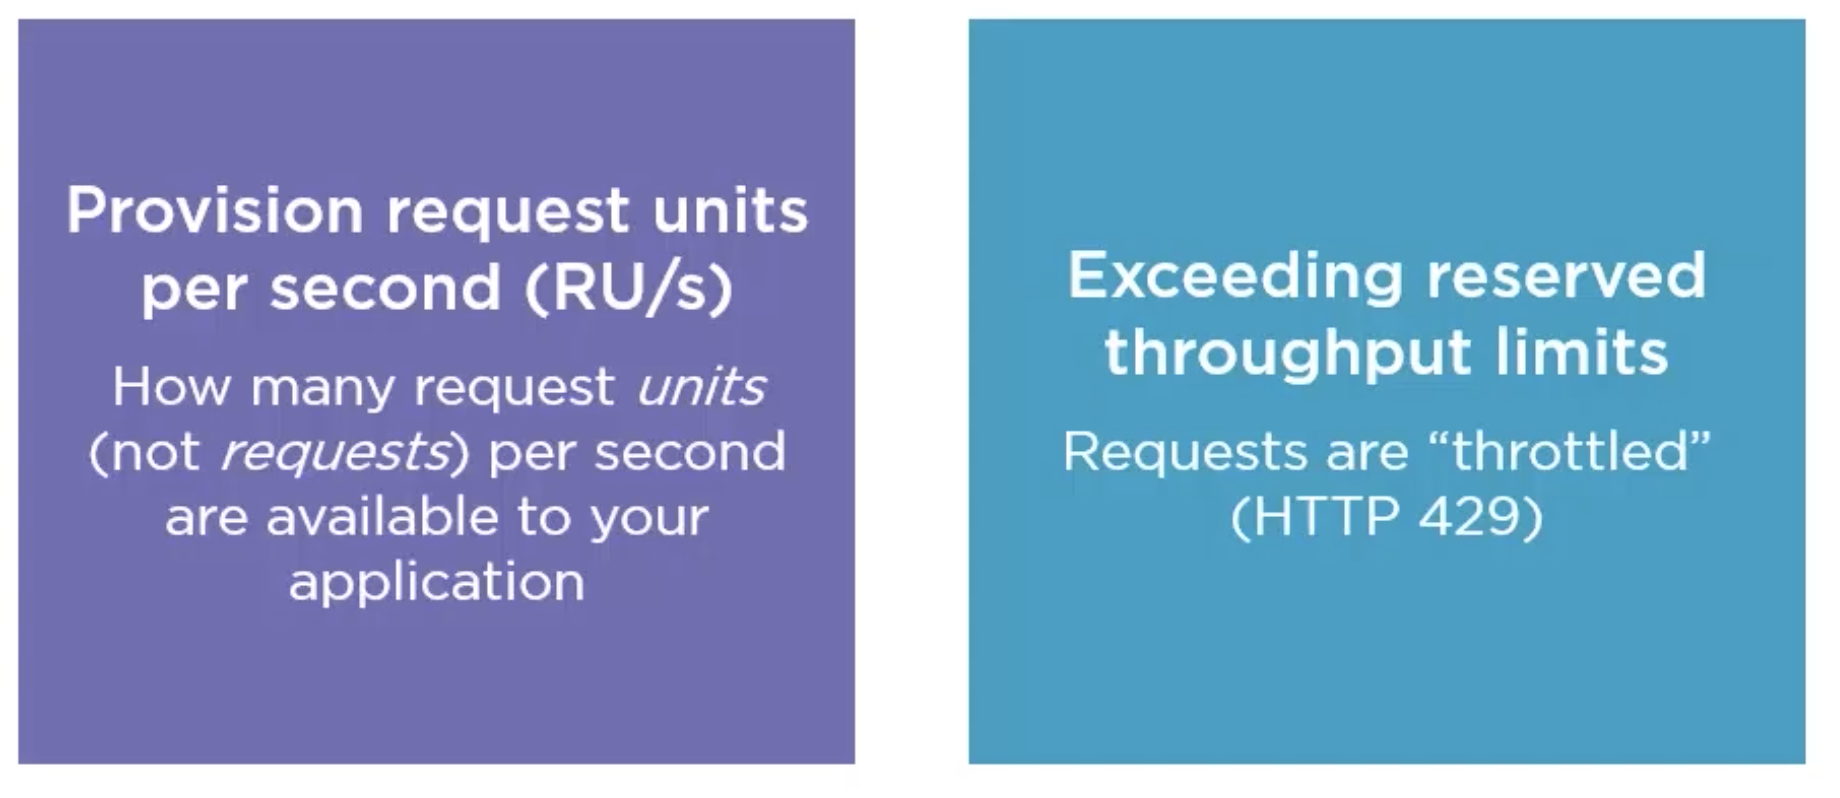 Provision request units
per second (RU/s)
How many request units
(not requests) per second
are available to your
application
Exceeding reserved
throughput limits
Requests are “throttled”
(HTTP 429)